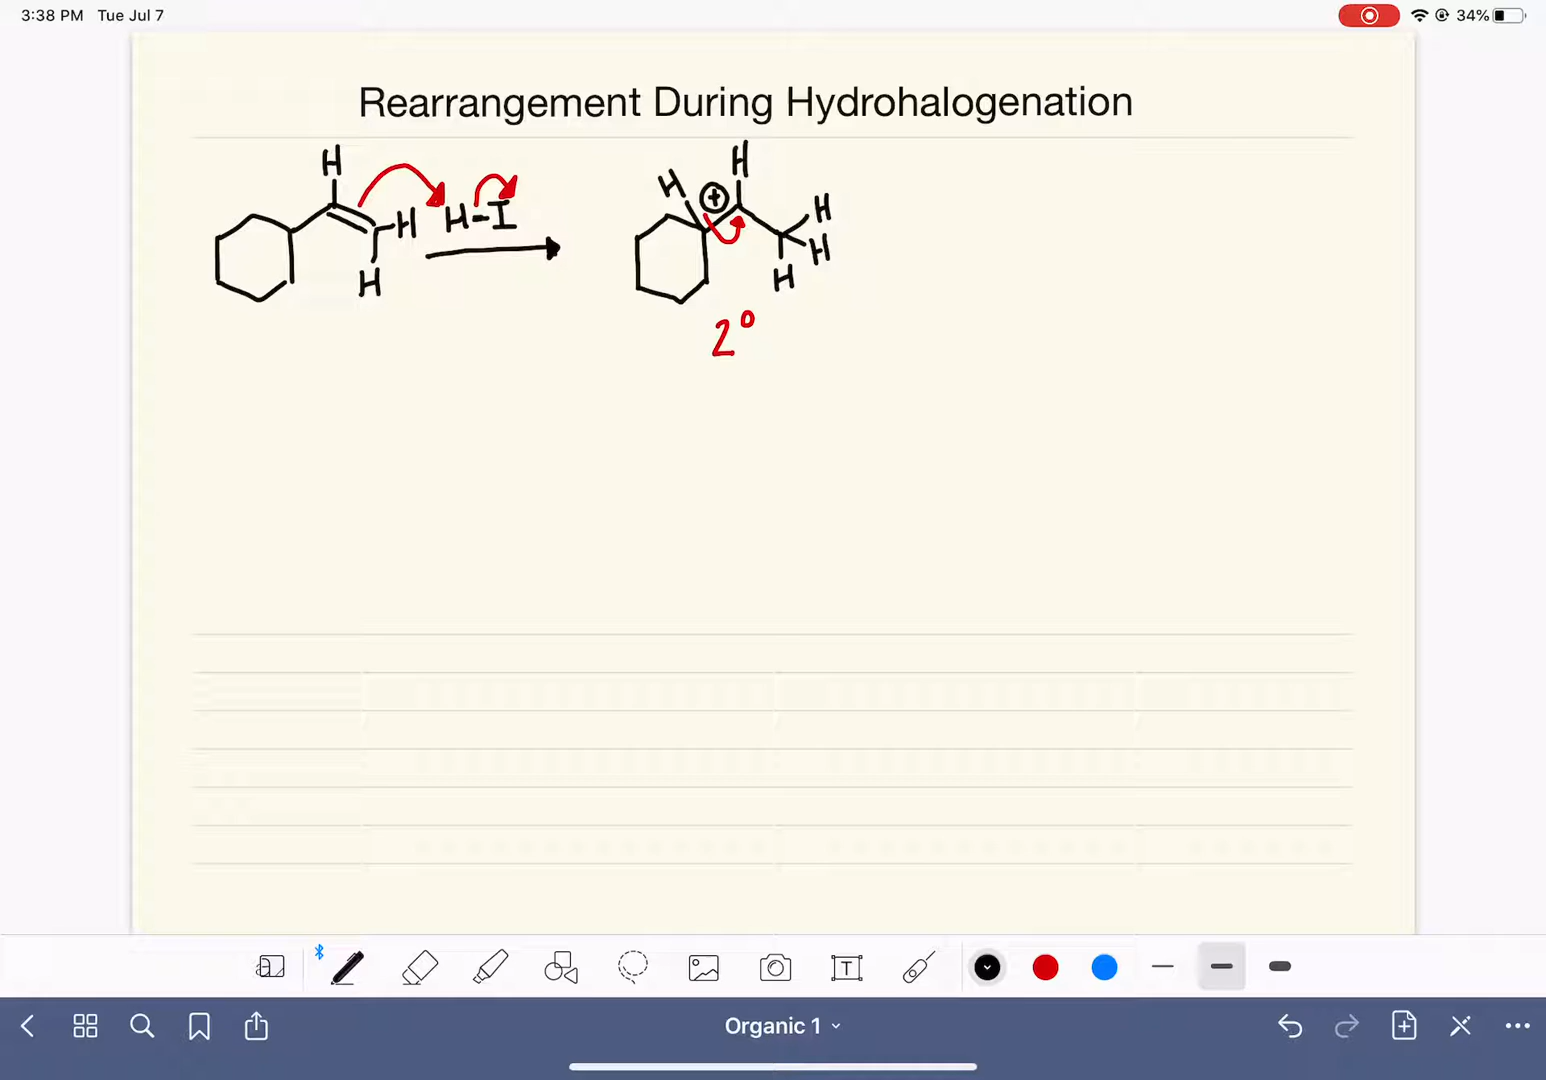 3:38 PM Tue Jul 7
34%
Rearrangement During Hydrohalogenation
H H
H H
H H-I H
H H
H
2°
T
Organic 1